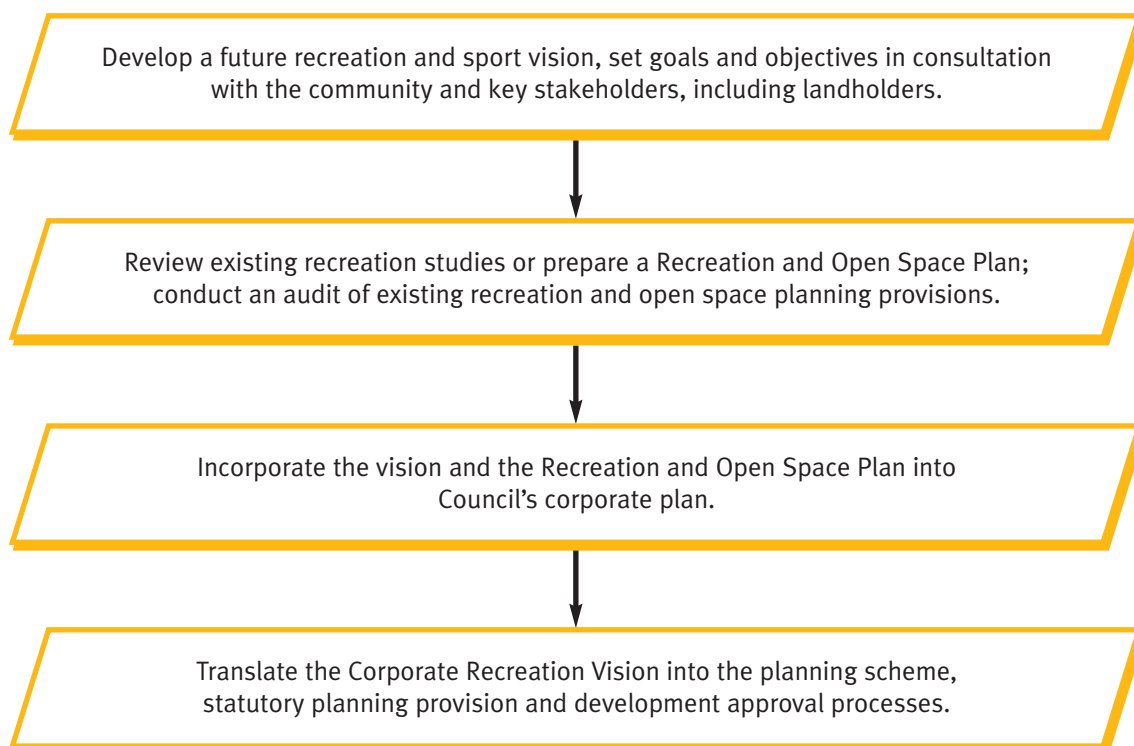 Develop a future recreation and sport vision, set goals and objectives in consultation
with the community and key stakeholders, including landholders.
Review existing recreation studies or prepare a Recreation and Open Space Plan;
conduct an audit of existing recreation and open space planning provisions.
Incorporate the vision and the Recreation and Open Space Plan into
Council’s corporate plan.
Translate the Corporate Recreation Vision into the planning scheme,
statutory planning provision and development approval processes.